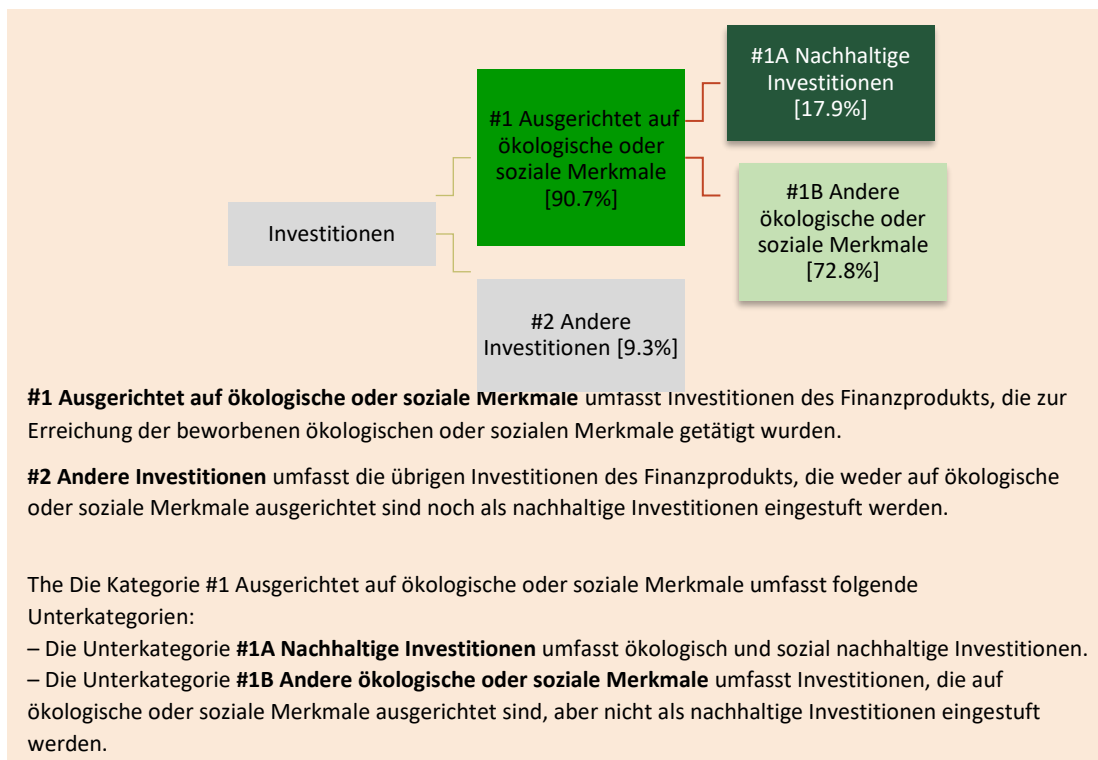 #1A Nachhaltige
Investitionen
[17.9%]
#1 Ausgerichtet auf
ökologische oder
soziale Merkmale
[90.7%]
#1B Andere
ökologische oder
soziale Merkmale
[72.8%]
Investitionen
#2 Andere
Investitionen [9.3%]
#1 Ausgerichtet auf ökologische oder soziale Merkmale umfasst Investitionen des Finanzprodukts, die zur
Erreichung der beworbenen ökologischen oder sozialen Merkmale getätigt wurden.
#2 Andere Investitionen umfasst die übrigen Investitionen des Finanzprodukts, die weder auf ökologische
oder soziale Merkmale ausgerichtet sind noch als nachhaltige Investitionen eingestuft werden.
The Die Kategorie #1 Ausgerichtet auf ökologische oder soziale Merkmale umfasst folgende
Unterkategorien:
– Die Unterkategorie #1A Nachhaltige Investitionen umfasst ökologisch und sozial nachhaltige Investitionen.
– Die Unterkategorie #1B Andere ökologische oder soziale Merkmale umfasst Investitionen, die auf
ökologische oder soziale Merkmale ausgerichtet sind, aber nicht als nachhaltige Investitionen eingestuft
werden.